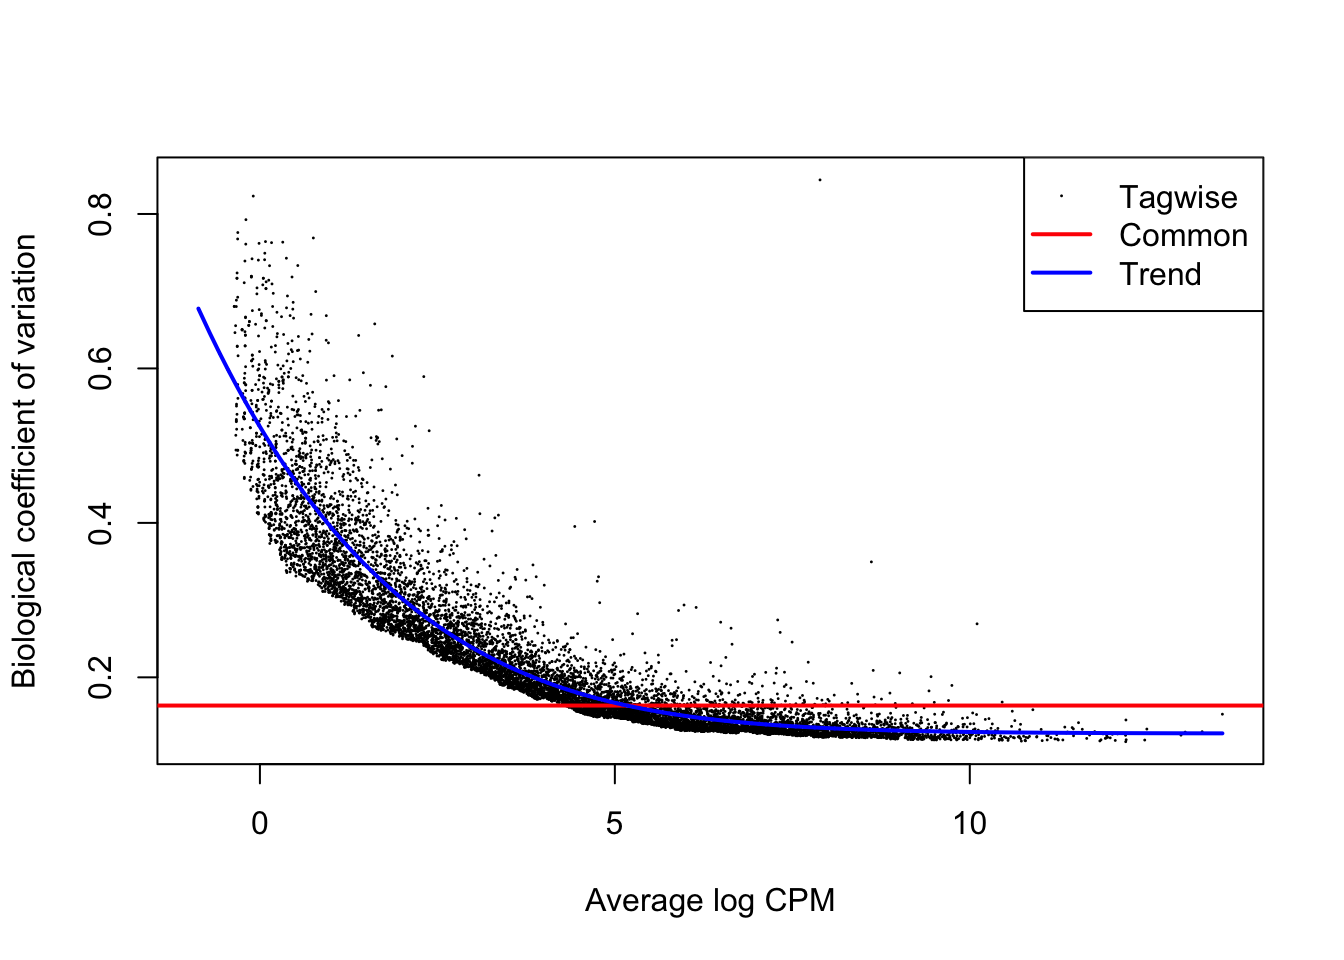 Tagwise
Common
Trend
Biological coefficient of variation
0.8
0.6
0.4
0.2
0 5 10
Average log CPM